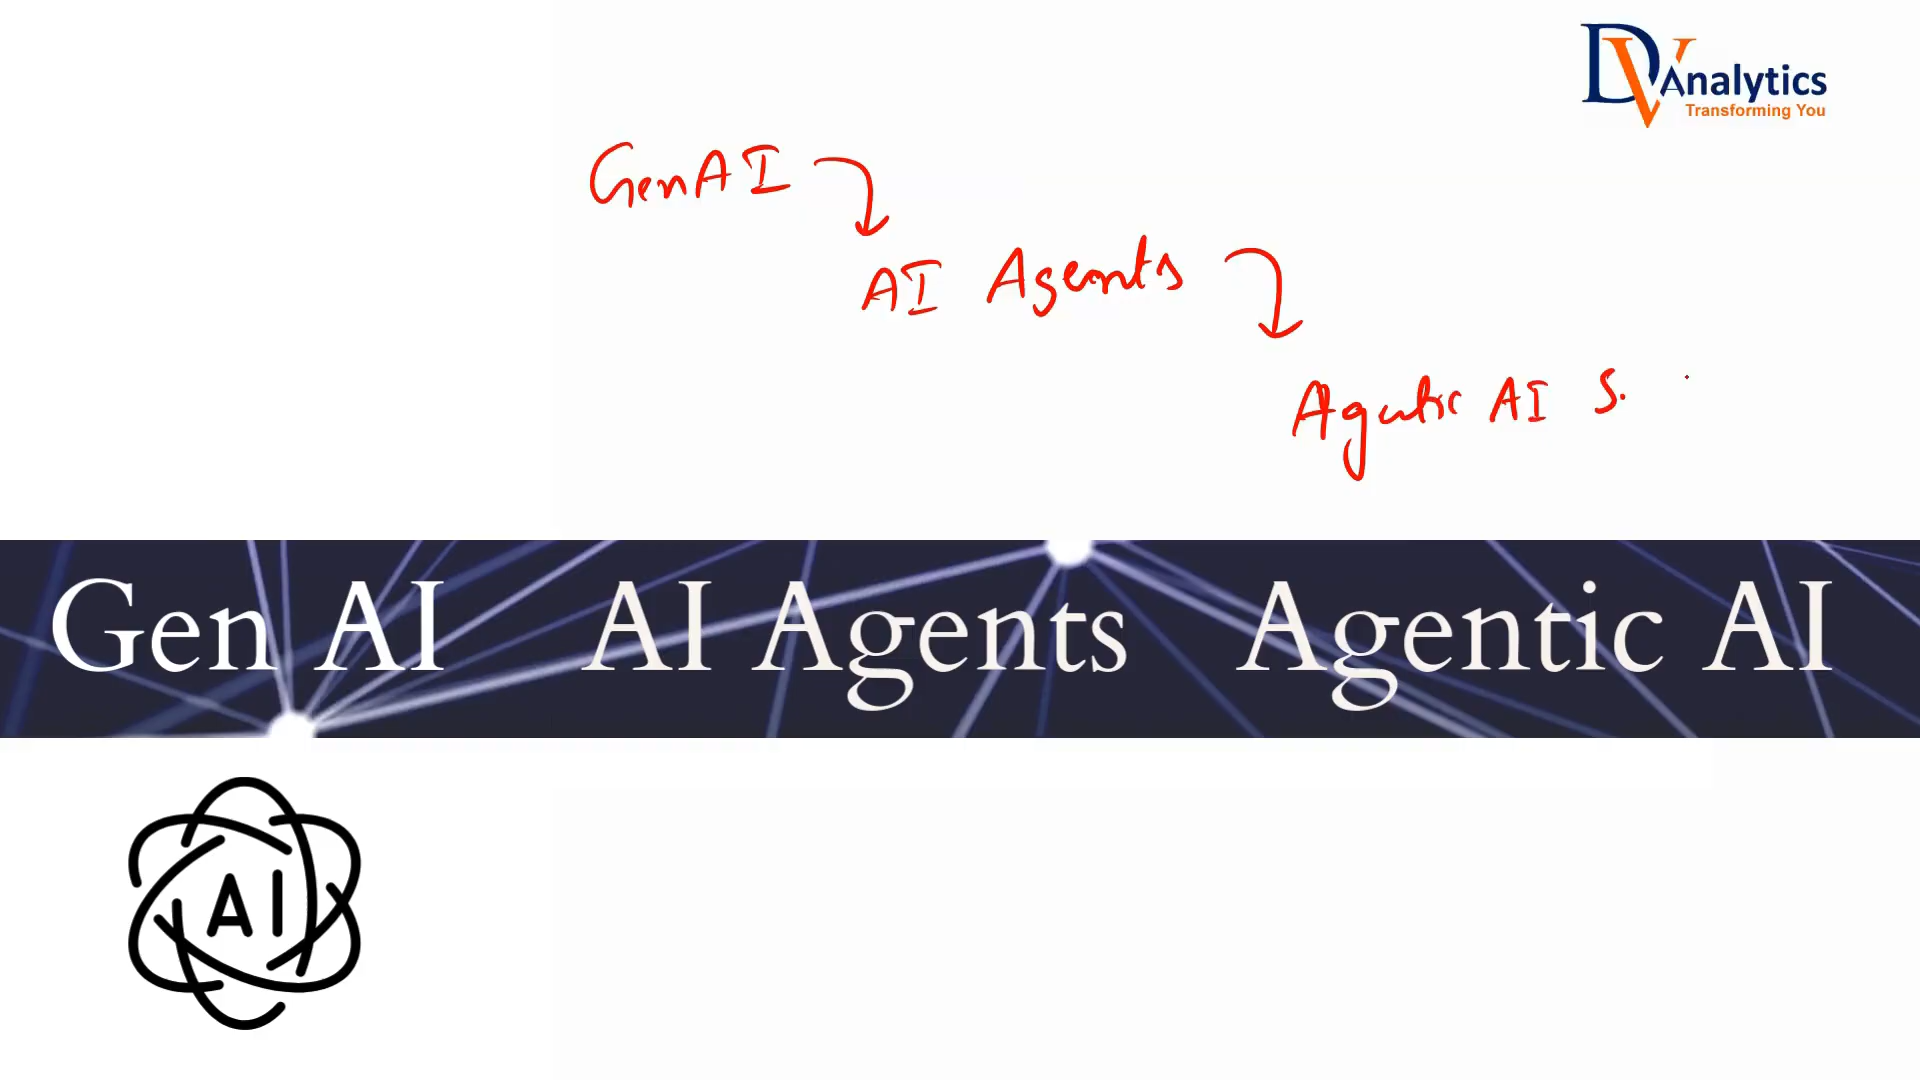 DV Analytics
Transforming You
GenAI
AI Agents
Agentic AI S.
Gen AI AI Agents Agentic AI
AI